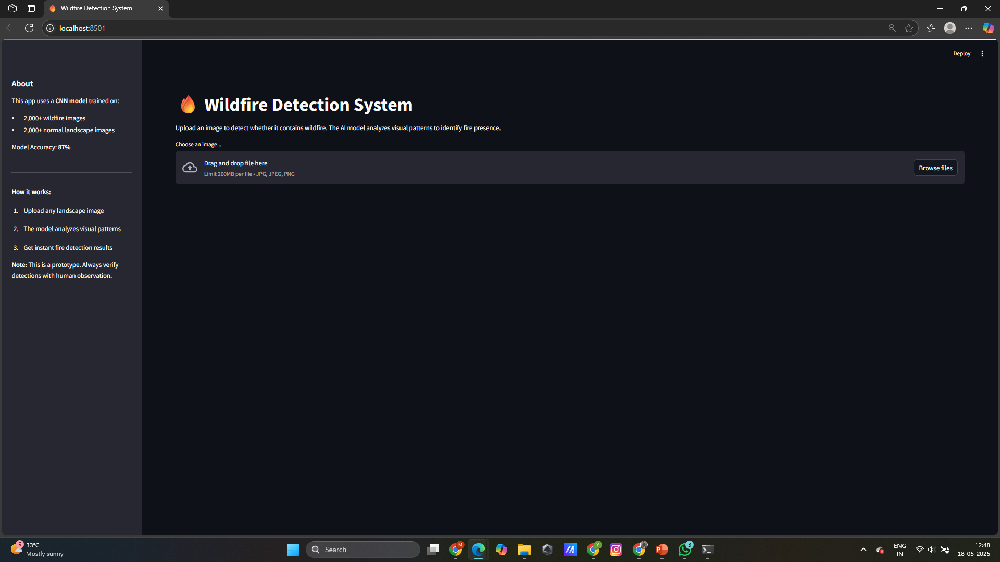 Wildfire Detection System
localhost:8501
Deploy
About
This app uses a CNN model trained on:
• 2,000+ wildfire images
• 2,000+ normal landscape images
Model Accuracy: 87%
How it works:
1. Upload any landscape image
2. The model analyzes visual patterns
3. Get instant fire detection results
Note: This is a prototype. Always verify
detections with human observation.
Wildfire Detection System
Upload an image to detect whether it contains wildfire. The AI model analyzes visual patterns to identify fire presence.
Choose an image...
Drag and drop file here
Limit 200MB per file • JPG, JPEG, PNG
Browse files
9
33°C
Mostly sunny
Search
M
Y
P
3
ENG
IN
12:48
18-05-2025